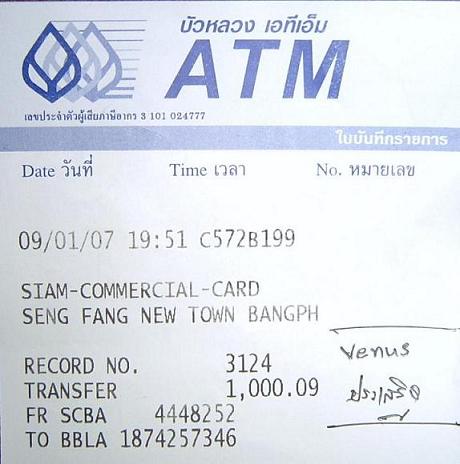 บัวหลวง เอทีเอ็ม
ATM
เลขประจำตัวผู้เสียภาษีอากร 3 101 024777
ใบบันทึกรายการ
Date วันที่ Time เวลา No. หมายเลข
09/01/07 19:51 C572B199
SIAM-COMMERCIAL-CARD
SENG FANG NEW TOWN BANGPH
RECORD NO. 3124
TRANSFER 1,000.09
FR SCBA 4448252
TO BBLA 1874257346
Venus